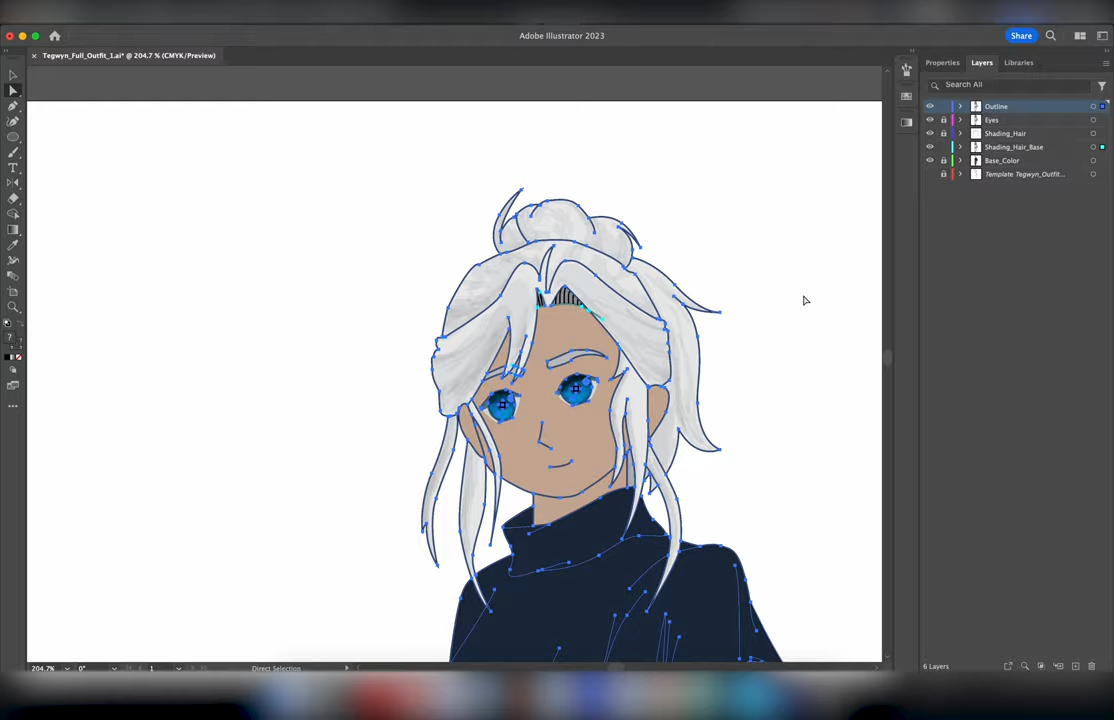 Adobe Illustrator 2023
Share
Tegwyn_Full_Outfit_1.ai* @ 204.7 % (CMYK/Preview)
Properties
Layers
Libraries
Search All
Outline
Eyes
Shading_Hair
Shading_Hair_Base
Base_Color
Template Tegwyn_Outfit...
T
?
204.7%
0°
1
Direct Selection
6 Layers